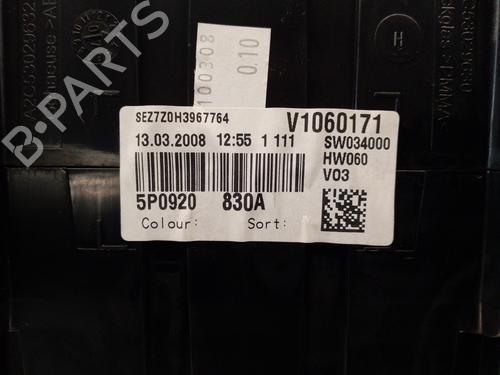 100308
0.10
SEZ7Z0H3967764
V1060171
13.03.2008 12:55 1 111
SW034000
HW060
V03
5P0920 830A
Colour: Sort:
B-PARTS